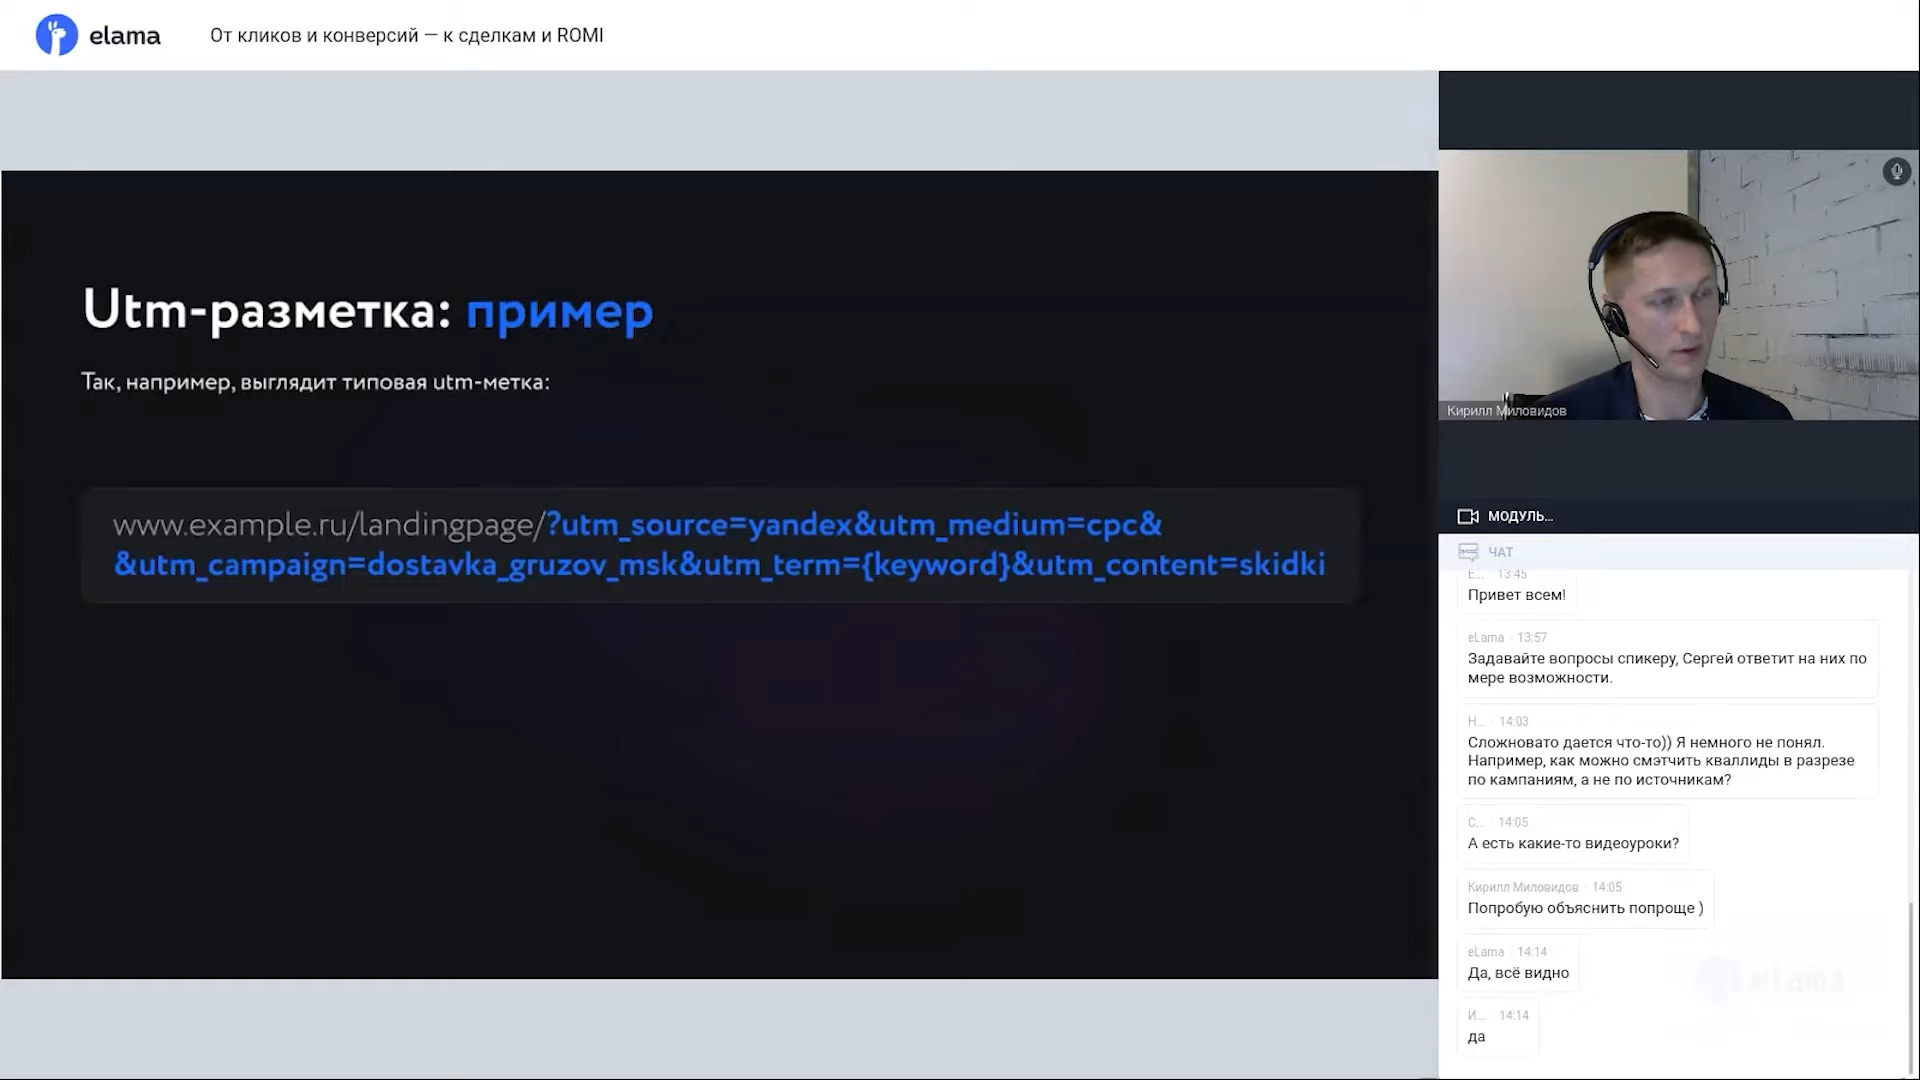 elama
От кликов и конверсий — к сделкам и ROMI
Utm-разметка: пример
Так, например, выглядит типовая utm-метка:
www.example.ru/landingpage/?utm_source=yandex&utm_medium=cpc&
&utm_campaign=dostavka_gruzov_msk&utm_term={keyword}&utm_content=skidki
Кирилл Миловидов
МОДУЛЬ...
ЧАТ
Е... 13:45
Привет всем!
eLama 13:57
Задавайте вопросы спикеру, Сергей ответит на них по
мере возможности.
Н... 14:03
Сложновато дается что-то)) Я немного не понял.
Например, как можно смэтчить кваллиды в разрезе
по кампаниям, а не по источникам?
С... 14:05
А есть какие-то видеоуроки?
Кирилл Миловидов 14:05
Попробую объяснить попроще )
eLama 14:14
Да, всё видно
И... 14:14
да
eLama